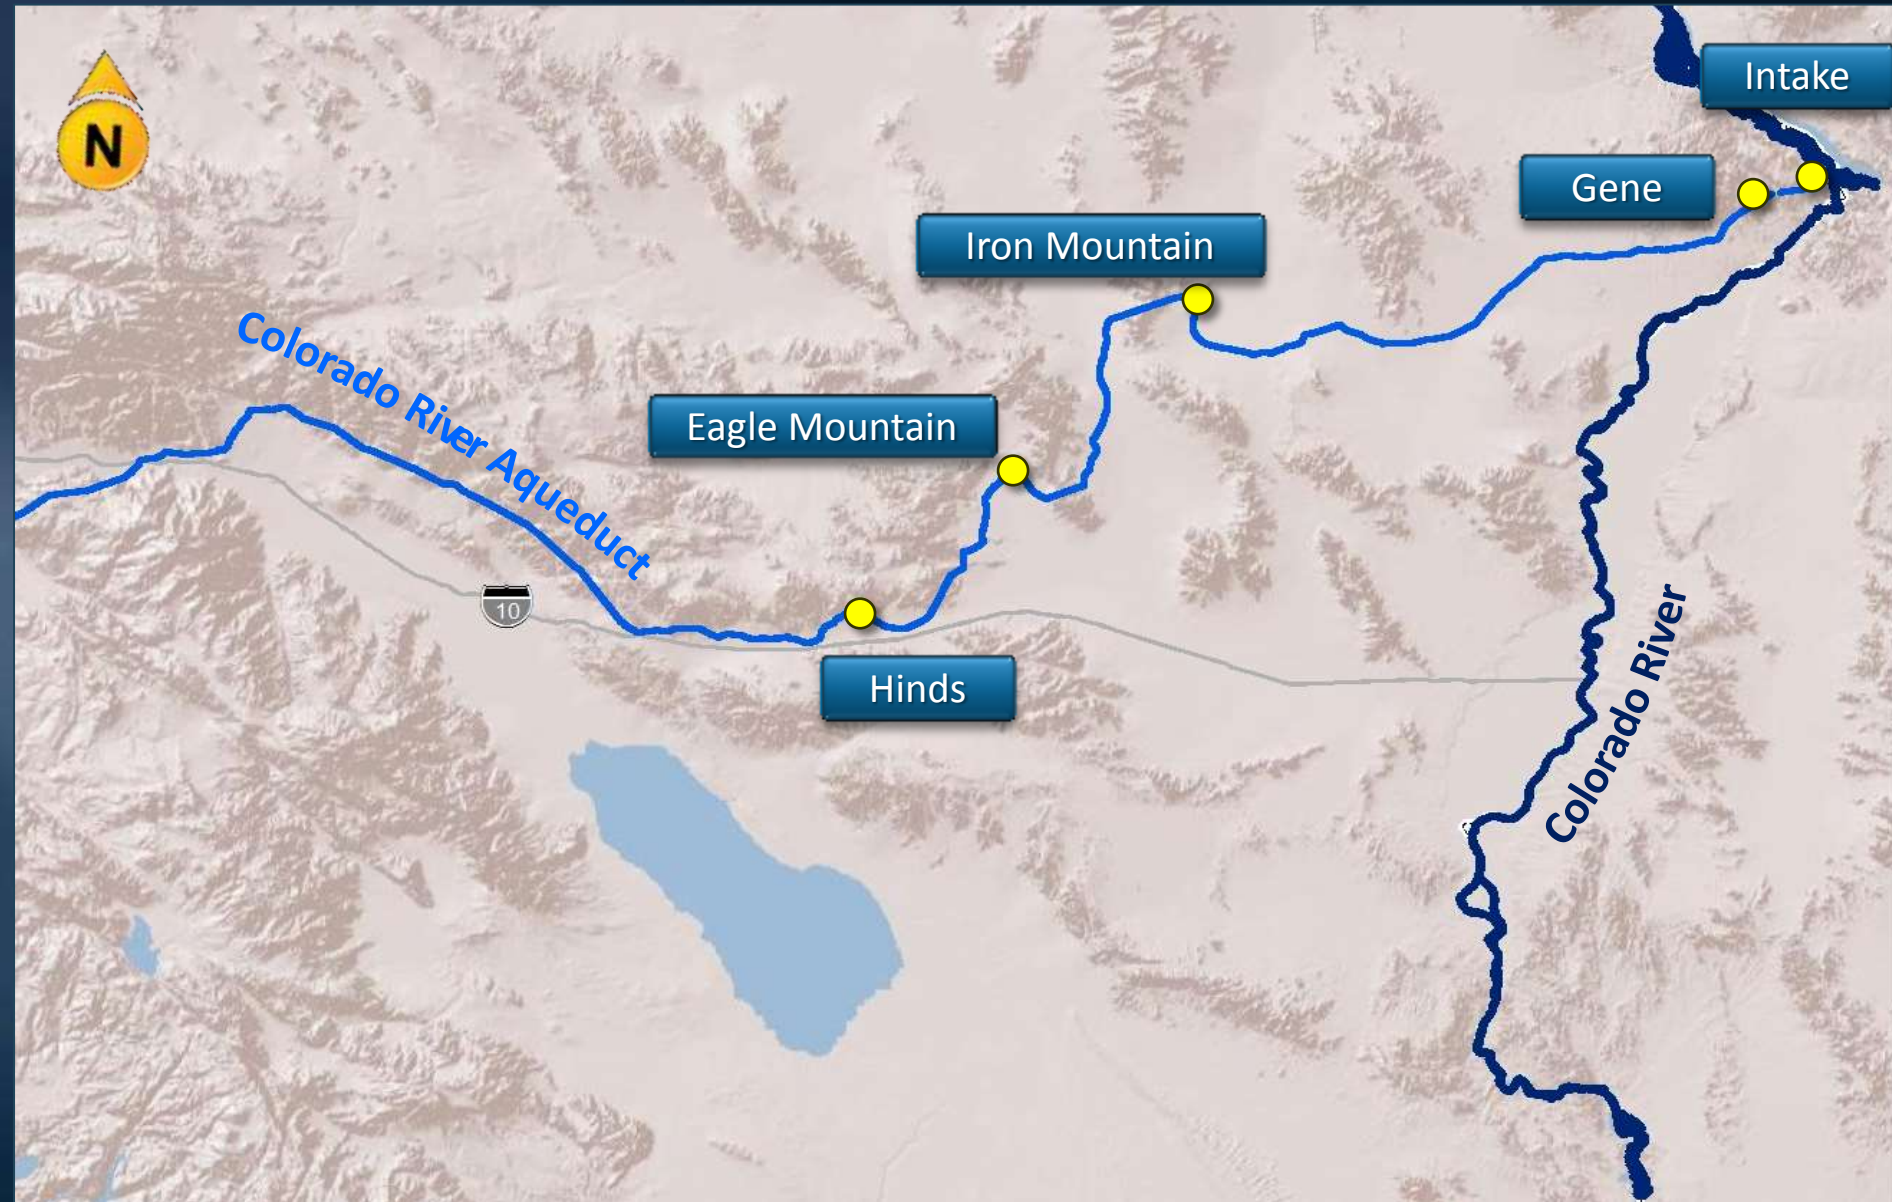 Intake
N
Gene
Iron Mountain
Colorado River Aqueduct
Eagle Mountain
10
Hinds
Colorado River